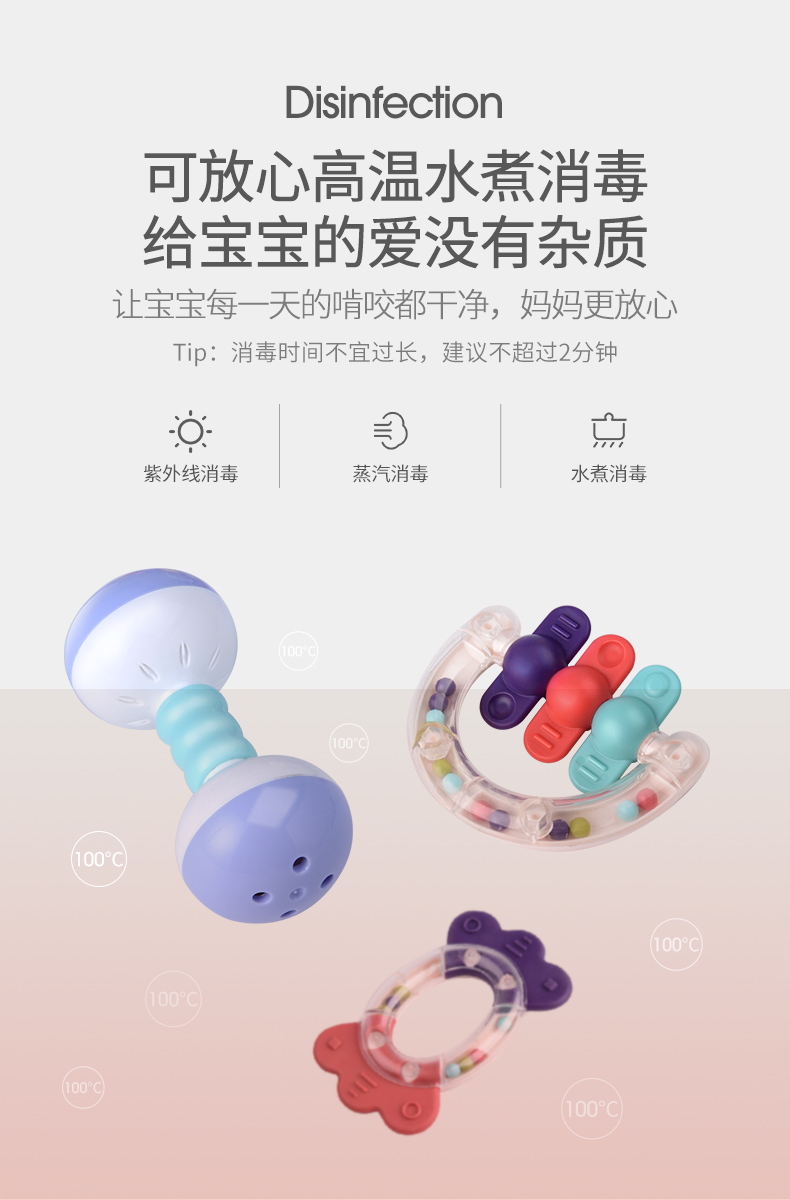 Disinfection
可放心高温水煮消毒
给宝宝的爱没有杂质
让宝宝每一天的啃咬都干净，妈妈更放心
Tip：消毒时间不宜过长，建议不超过2分钟
紫外线消毒
蒸汽消毒
水煮消毒
100°C
100°C
100°C
100°C
100°C
100°C
100°C